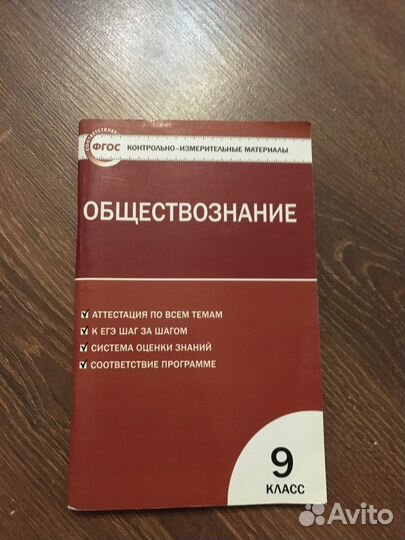 СООТВЕТСТВУЕТ
ФГОС
КОНТРОЛЬНО-ИЗМЕРИТЕЛЬНЫЕ МАТЕРИАЛЫ
ОБЩЕСТВОЗНАНИЕ
АТТЕСТАЦИЯ ПО ВСЕМ ТЕМАМ
К ЕГЭ ШАГ ЗА ШАГОМ
СИСТЕМА ОЦЕНКИ ЗНАНИЙ
СООТВЕТСТВИЕ ПРОГРАММЕ
9
КЛАСС
Avito